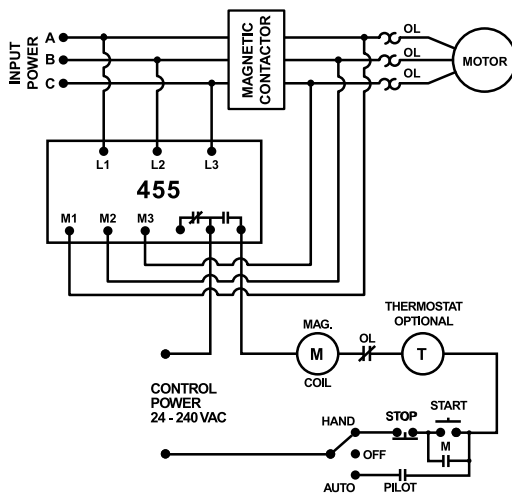 INPUT
POWER
A
B
C
MAGNETIC
CONTACTOR
OL
OL
OL
MOTOR
L1
L2
L3
455
M1
M2
M3
MAG.
M
COIL
OL
THERMOSTAT
OPTIONAL
T
CONTROL
POWER
24 - 240 VAC
HAND
OFF
AUTO
STOP
START
M
PILOT